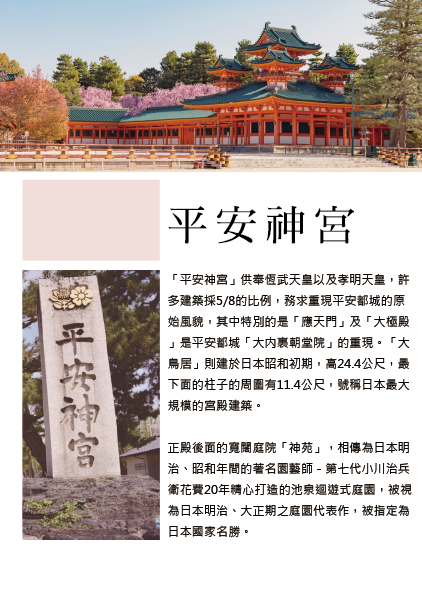 平安神宮
「平安神宮」供奉恆武天皇以及孝明天皇，許
多建築採5/8的比例，務求重現平安都城的原
始風貌，其中特別的是「應天門」及「大極殿
」是平安都城「大内裏朝堂院」的重現。「大
鳥居」則建於日本昭和初期，高24.4公尺，最
下面的柱子的周圍有11.4公尺，號稱日本最大
規模的宮殿建築。
正殿後面的寬闊庭院「神苑」，相傳為日本明
治、昭和年間的著名園藝師－第七代小川治兵
衛花費20年精心打造的池泉迴遊式庭園，被視
為日本明治、大正期之庭園代表作，被指定為
日本國家名勝。
平安神宮